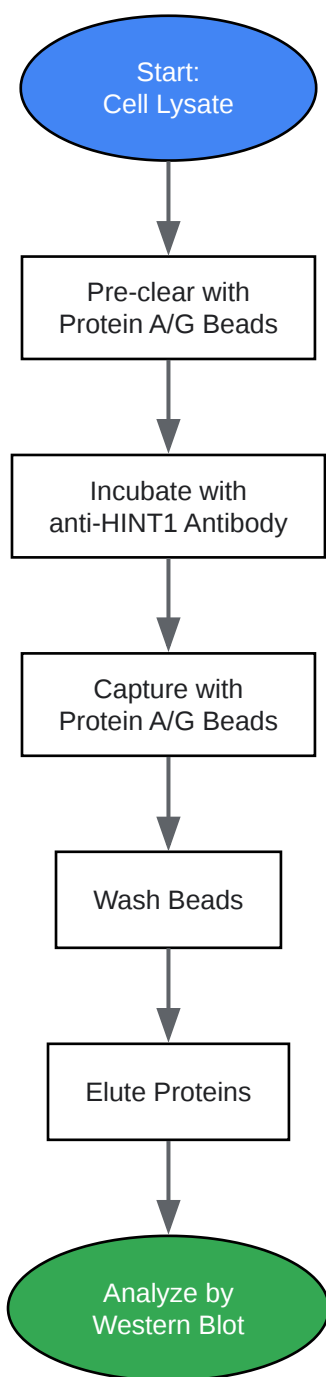 Start:
Cell Lysate
Pre-clear with
Protein A/G Beads
Incubate with
anti-HINT1 Antibody
Capture with
Protein A/G Beads
Wash Beads
Elute Proteins
Analyze by
Western Blot